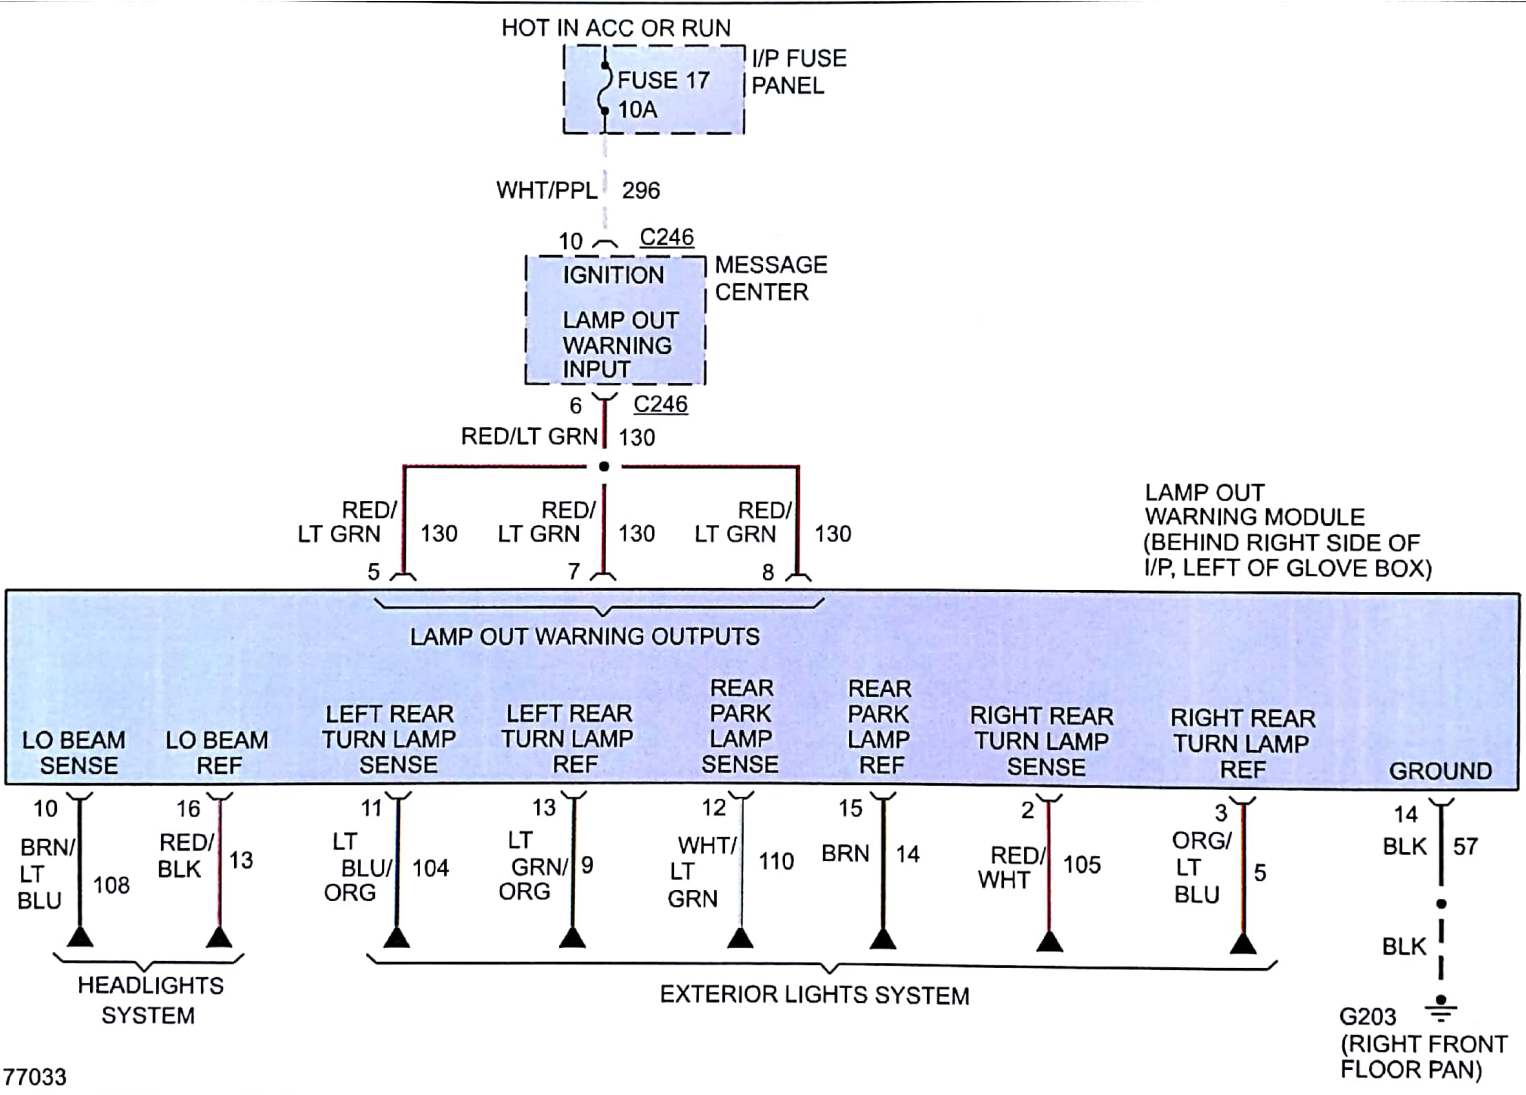 HOT IN ACC OR RUN
FUSE 17
10A
I/P FUSE
PANEL
WHT/PPL 296
10 C246
IGNITION
LAMP OUT
WARNING
INPUT
MESSAGE
CENTER
6 C246
RED/LT GRN 130
RED/
LT GRN 130
RED/
LT GRN 130
RED/
LT GRN 130
5 7 8
LAMP OUT
WARNING MODULE
(BEHIND RIGHT SIDE OF
I/P, LEFT OF GLOVE BOX)
LAMP OUT WARNING OUTPUTS
LO BEAM
SENSE
LO BEAM
REF
LEFT REAR
TURN LAMP
SENSE
LEFT REAR
TURN LAMP
REF
REAR
PARK
LAMP
SENSE
REAR
PARK
LAMP
REF
RIGHT REAR
TURN LAMP
SENSE
RIGHT REAR
TURN LAMP
REF
GROUND
10
BRN/
LT
BLU
108
16
RED/
BLK
13
11
LT
BLU/
ORG
104
13
LT
GRN/
ORG
9
12
WHT/
LT
GRN
110
15
BRN 14
2
RED/
WHT
105
3
ORG/
LT
BLU
5
14
BLK 57
BLK
HEADLIGHTS
SYSTEM
EXTERIOR LIGHTS SYSTEM
G203
(RIGHT FRONT
FLOOR PAN)
77033